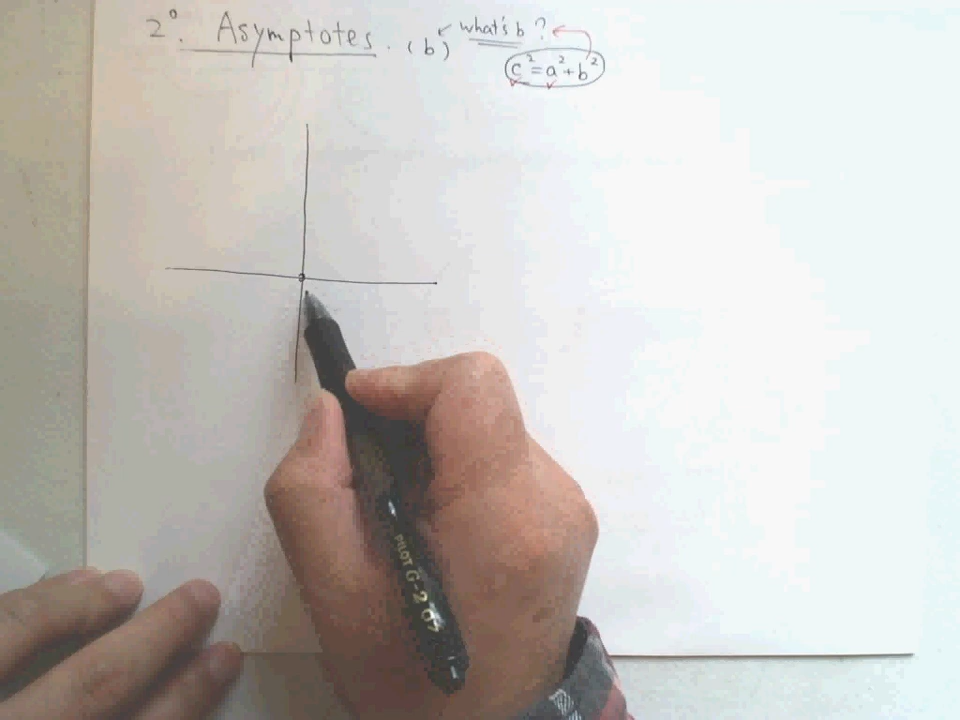 2°. Asymptotes. (b) what's b?
c² = a² + b²
PILOT G-2 07